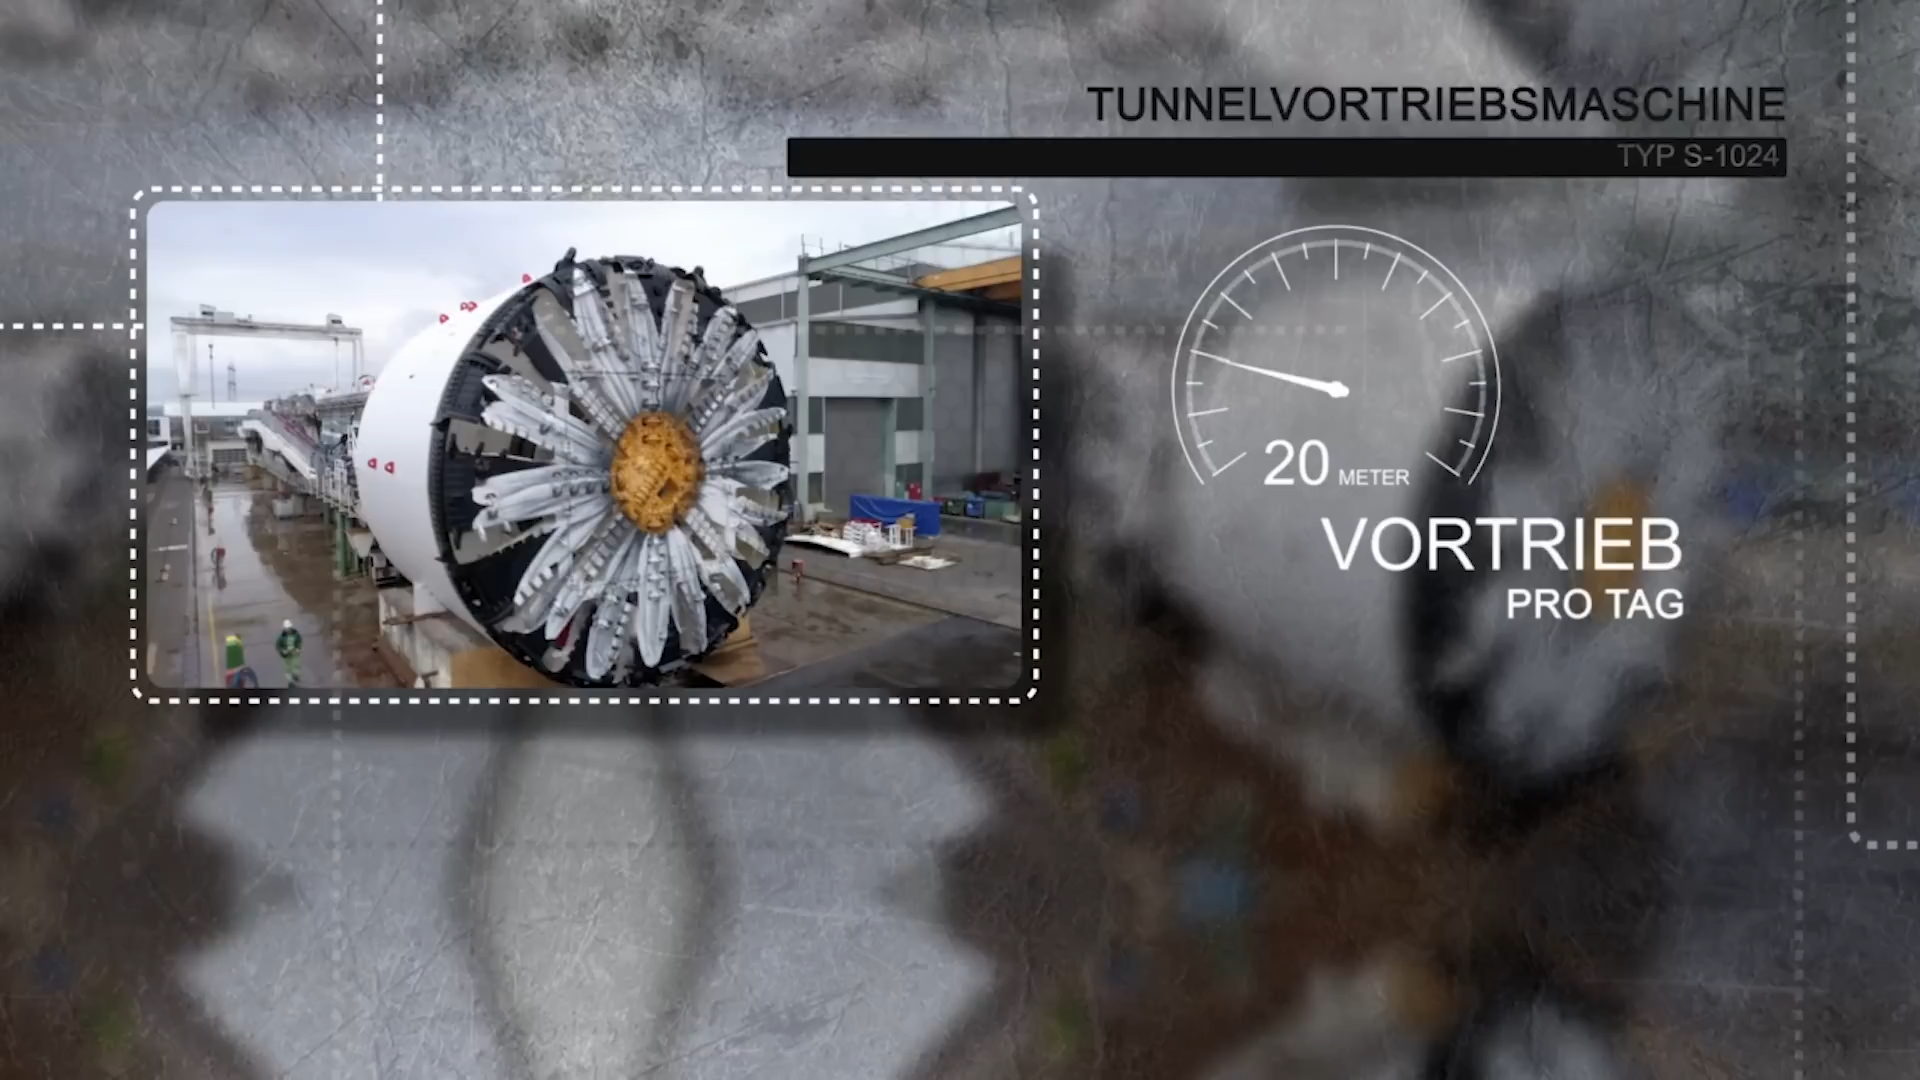 TUNNELVORTRIEBSMASCHINE
TYP S-1024
20 METER
VORTRIEB
PRO TAG